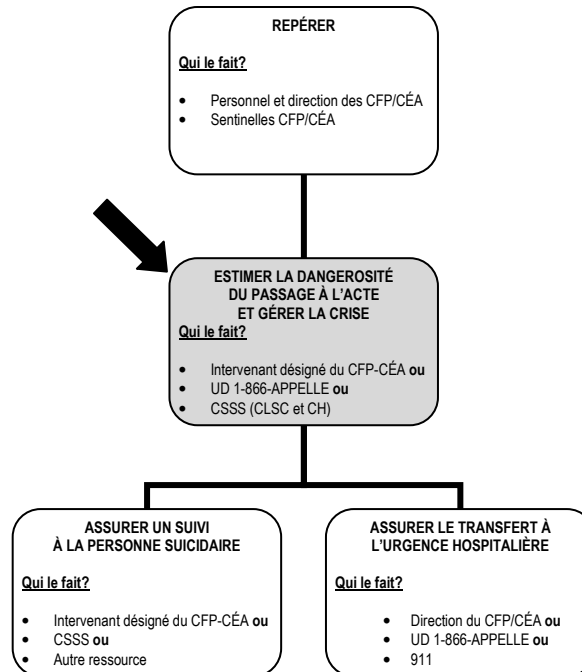 REPÉRER
Qui le fait?
• Personnel et direction des CFP/CÉA
• Sentinelles CFP/CÉA
ESTIMER LA DANGEROSITÉ
DU PASSAGE À L'ACTE
ET GÉRER LA CRISE
Qui le fait?
• Intervenant désigné du CFP-CÉA ou
• UD 1-866-APPELLE ou
• CSSS (CLSC et CH)
ASSURER UN SUIVI
À LA PERSONNE SUICIDAIRE
Qui le fait?
• Intervenant désigné du CFP-CÉA ou
• CSSS ou
• Autre ressource
ASSURER LE TRANSFERT À
L'URGENCE HOSPITALIÈRE
Qui le fait?
• Direction du CFP/CÉA ou
• UD 1-866-APPELLE ou
• 911